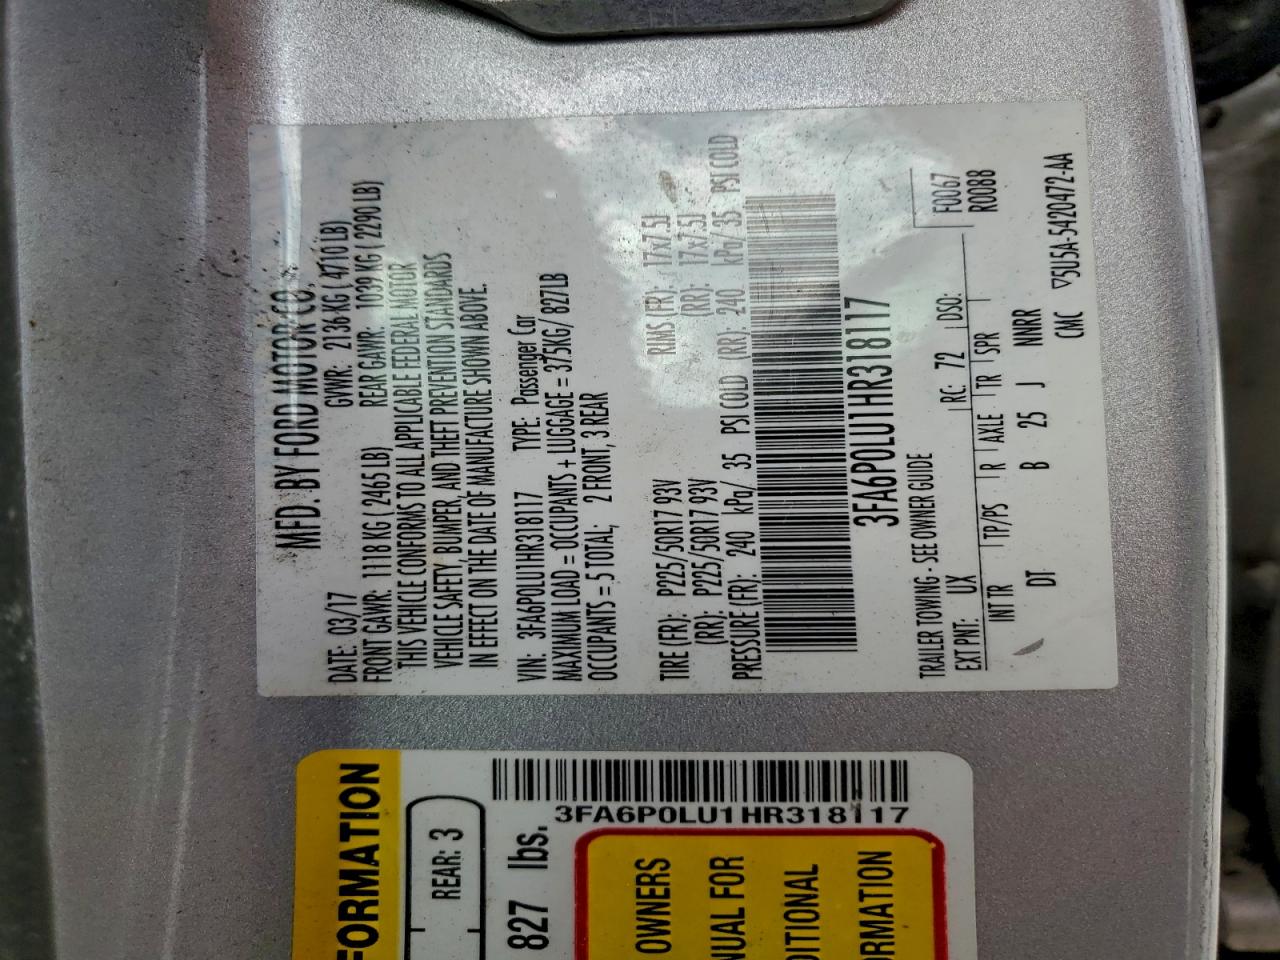 MFD. BY FORD MOTOR CO.
DATE: 03/17 GVWR: 2136 KG ( 4710 LB)
FRONT GAWR: 1118 KG ( 2465 LB) REAR GAWR: 1039 KG ( 2290 LB)
THIS VEHICLE CONFORMS TO ALL APPLICABLE FEDERAL MOTOR
VEHICLE SAFETY, BUMPER, AND THEFT PREVENTION STANDARDS
IN EFFECT ON THE DATE OF MANUFACTURE SHOWN ABOVE.
VIN: 3FA6P0LU1HR318117 TYPE: Passenger Car
MAXIMUM LOAD = OCCUPANTS + LUGGAGE = 375KG/ 827LB
OCCUPANTS = 5 TOTAL; 2 FRONT, 3 REAR
TIRE (FR): P225/50R17 93V RIMS (FR): 17x7.5J
(RR): P225/50R17 93V (RR): 17x7.5J
PRESSURE (FR): 240 kPa/ 35 PSI COLD (RR): 240 kPa/ 35 PSI COLD
3FA6P0LU1HR318117
TRAILER TOWING - SEE OWNER GUIDE F0067
EXT PNT: UX RC: 72 DSO: R0088
INT TR TP/PS R AXLE TR SPR
DT B 25 J NNRR
CMC ▽5U5A-5420472-AA
FORMATION
REAR: 3
827 lbs.
3FA6P0LU1HR318117
OWNERS
NUAL FOR
DITIONAL
ORMATION